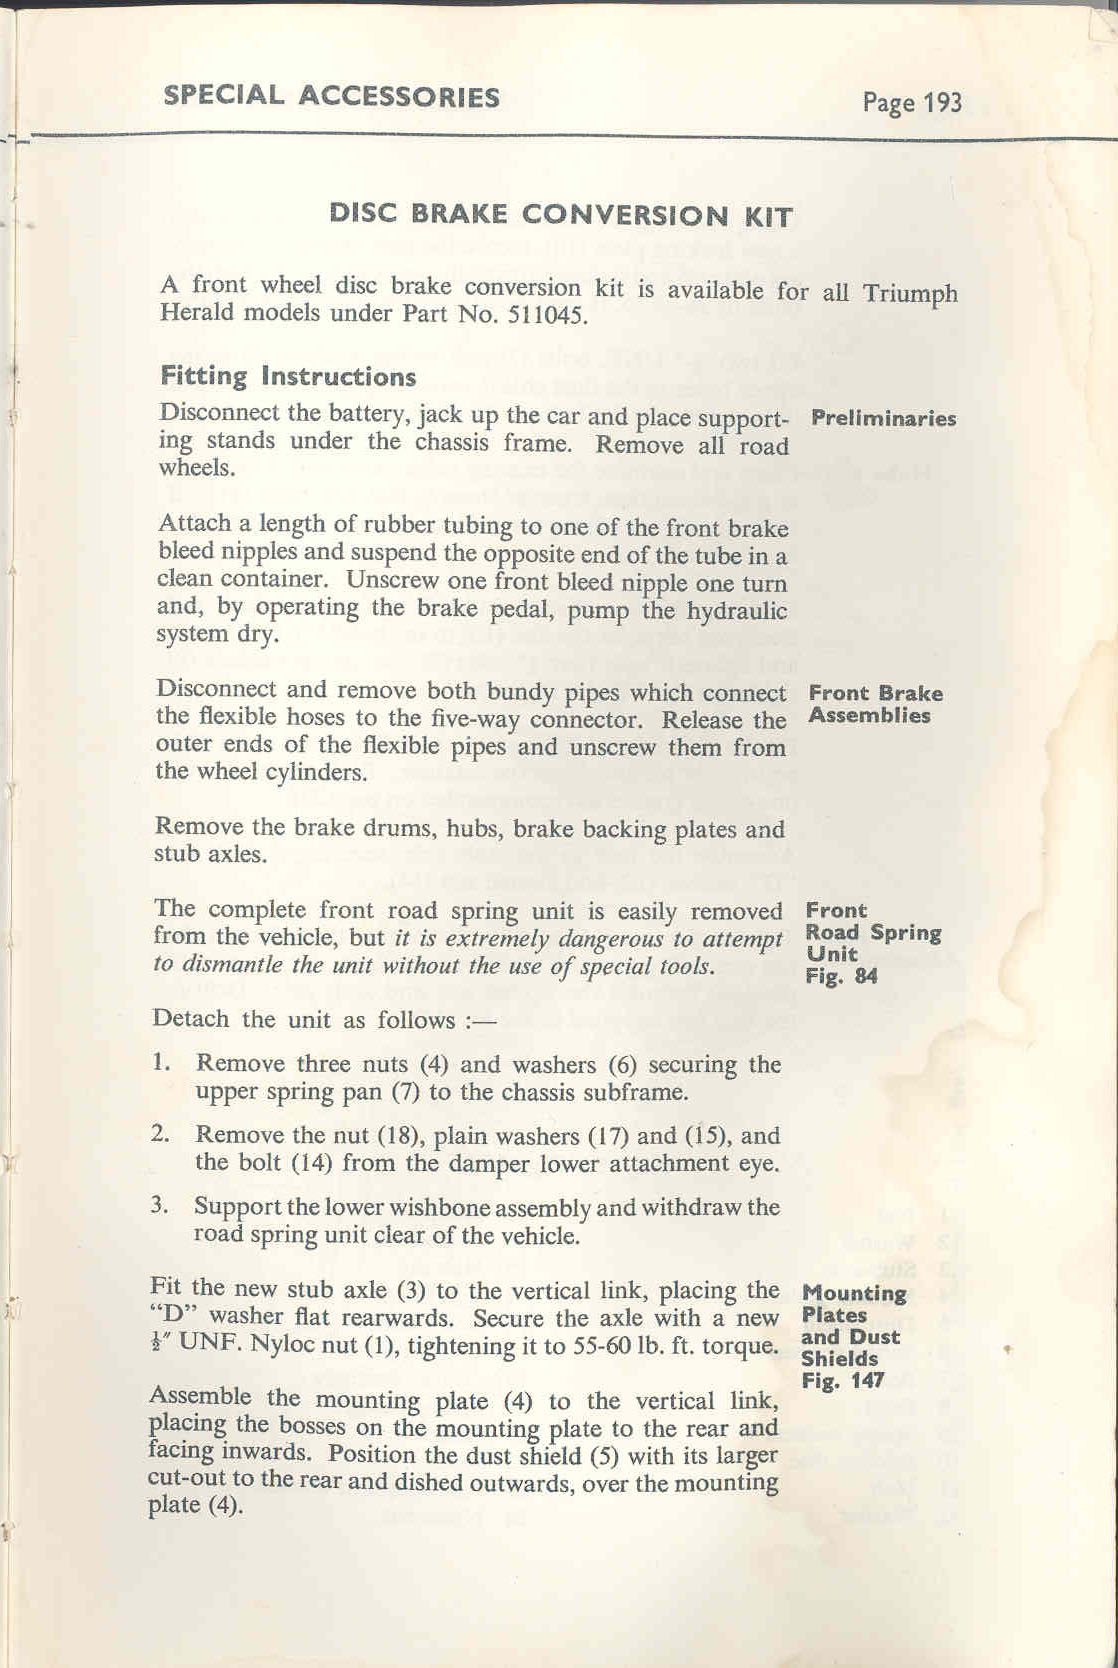 SPECIAL ACCESSORIES
Page 193
DISC BRAKE CONVERSION KIT
A front wheel disc brake conversion kit is available for all Triumph
Herald models under Part No. 511045.
Fitting Instructions
Disconnect the battery, jack up the car and place support-
ing stands under the chassis frame. Remove all road
wheels.
Preliminaries
Attach a length of rubber tubing to one of the front brake
bleed nipples and suspend the opposite end of the tube in a
clean container. Unscrew one front bleed nipple one turn
and, by operating the brake pedal, pump the hydraulic
system dry.
Disconnect and remove both bundy pipes which connect
the flexible hoses to the five-way connector. Release the
outer ends of the flexible pipes and unscrew them from
the wheel cylinders.
Front Brake
Assemblies
Remove the brake drums, hubs, brake backing plates and
stub axles.
The complete front road spring unit is easily removed
from the vehicle, but it is extremely dangerous to attempt
to dismantle the unit without the use of special tools.
Front
Road Spring
Unit
Fig. 84
Detach the unit as follows :—
1. Remove three nuts (4) and washers (6) securing the
upper spring pan (7) to the chassis subframe.
2. Remove the nut (18), plain washers (17) and (15), and
the bolt (14) from the damper lower attachment eye.
3. Support the lower wishbone assembly and withdraw the
road spring unit clear of the vehicle.
Fit the new stub axle (3) to the vertical link, placing the
“D” washer flat rearwards. Secure the axle with a new
½″ UNF. Nyloc nut (1), tightening it to 55-60 lb. ft. torque.
Mounting
Plates
and Dust
Shields
Fig. 147
Assemble the mounting plate (4) to the vertical link,
placing the bosses on the mounting plate to the rear and
facing inwards. Position the dust shield (5) with its larger
cut-out to the rear and dished outwards, over the mounting
plate (4).